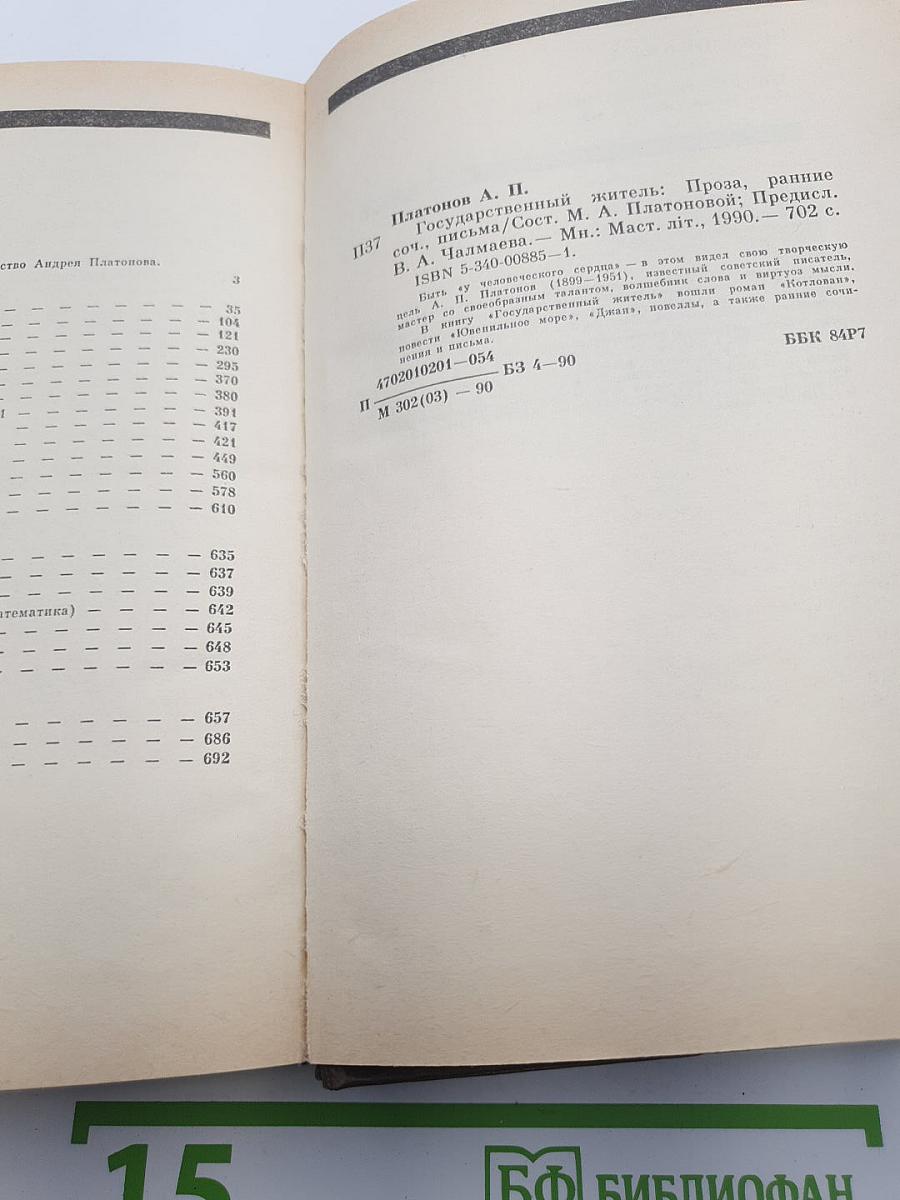 ство Андрея Платонова.
3
— — — — — — — 35
— — — — — — — 104
— — — — — — — 121
— — — — — — — 230
— — — — — — — 295
— — — — — — — 370
— — — — — — — 380
— — — — — — — 391
— — — — — — — 417
— — — — — — — 421
— — — — — — — 449
— — — — — — — 560
— — — — — — — 578
— — — — — — — 610
— — — — — — — 635
— — — — — — — 637
— — — — — — — 639
атематика) — — — — 642
— — — — — — — 645
— — — — — — — 648
— — — — — — — 653
— — — — — — 657
— — — — — — — 686
— — — — — — — 692
Платонов А. П.
П37 Государственный житель: Проза, ранние
соч., письма/Сост. М. А. Платоновой; Предисл.
В. А. Чалмаева.— Мн.: Маст. літ., 1990.— 702 с.
ISBN 5-340-00885—1.
Быть «у человеческого сердца» — в этом видел свою творческую
цель А. П. Платонов (1899—1951), известный советский писатель,
мастер со своеобразным талантом, волшебник слова и виртуоз мысли.
В книгу «Государственный житель» вошли роман «Котлован»,
повести «Ювенильное море», «Джан», новеллы, а также ранние сочи-
нения и письма.
П 4702010201—054
М 302(03) — 90
БЗ 4—90
ББК 84Р7
15
БФ БИБЛИОФАН